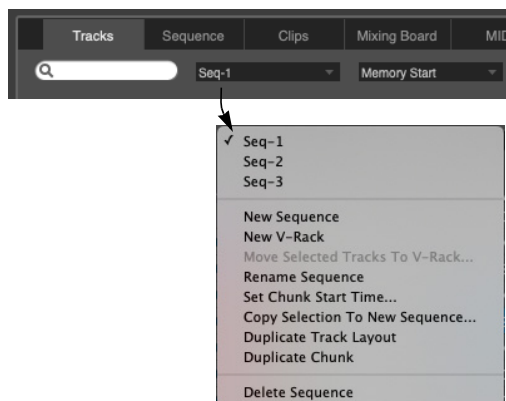 Tracks Sequence Clips Mixing Board
Seq-1 Memory Start
✓ Seq-1
Seq-2
Seq-3
New Sequence
New V-Rack
Move Selected Tracks To V-Rack...
Rename Sequence
Set Chunk Start Time...
Copy Selection To New Sequence...
Duplicate Track Layout
Duplicate Chunk
Delete Sequence